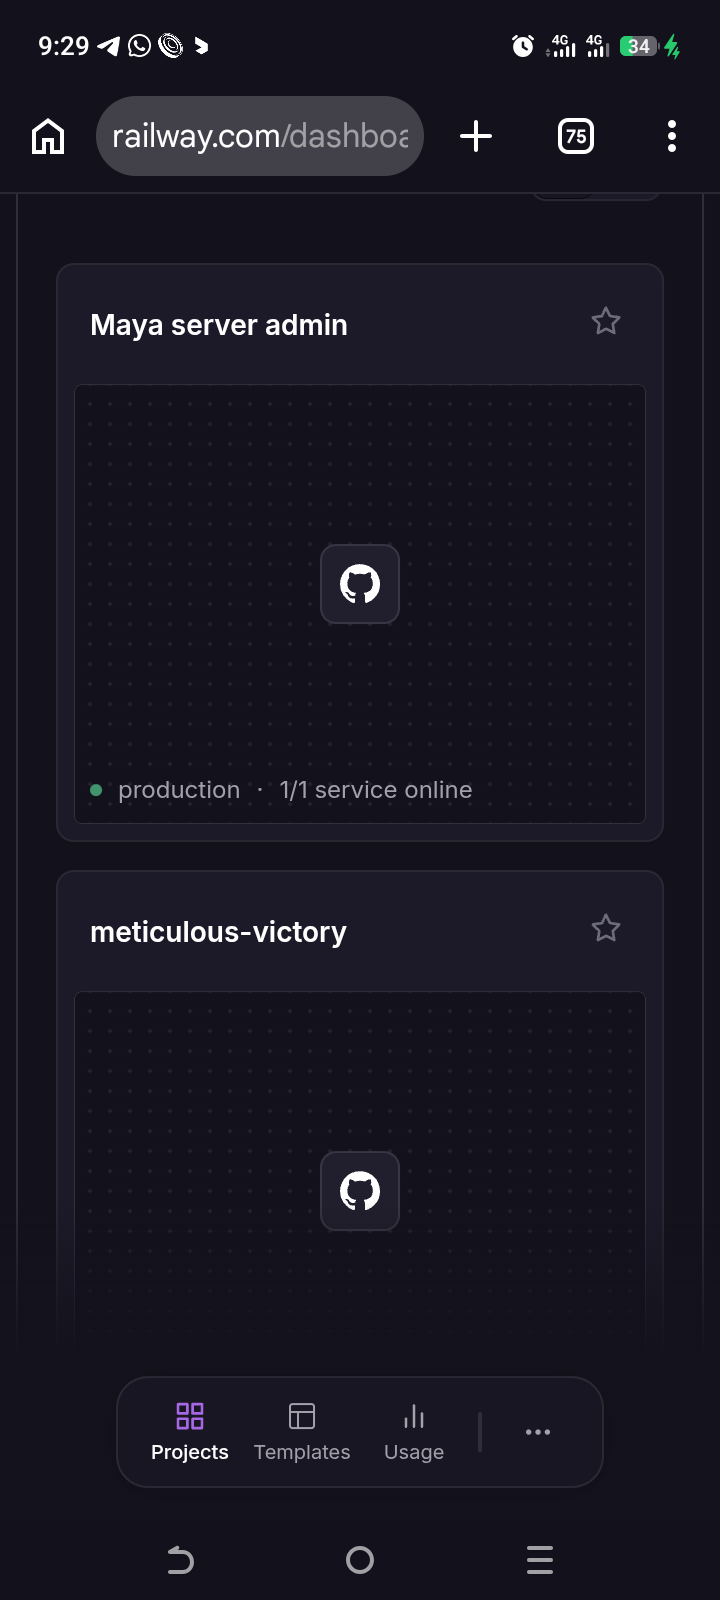 9:29
4G 4G 34
railway.com/dashboa
75
Maya server admin
production · 1/1 service online
meticulous-victory
Projects Templates Usage